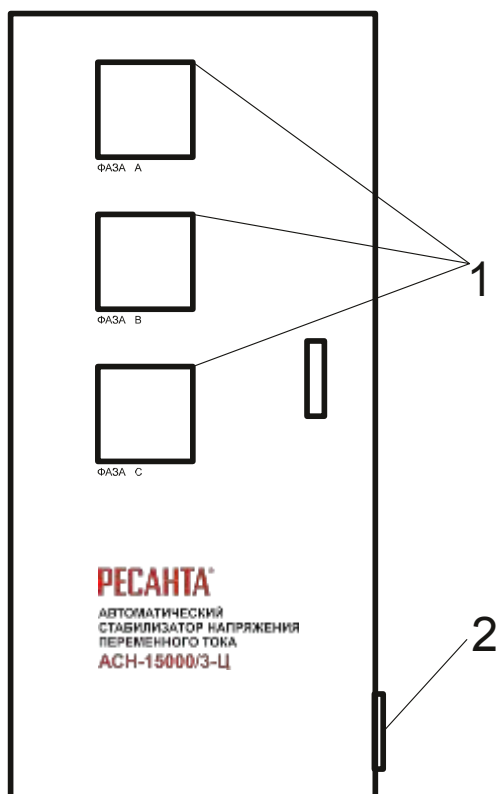 ФАЗА A
1
ФАЗА B
ФАЗА C
РЕСАНТА®
АВТОМАТИЧЕСКИЙ
СТАБИЛИЗАТОР НАПРЯЖЕНИЯ
ПЕРЕМЕННОГО ТОКА
АСН-15000/3-Ц
2